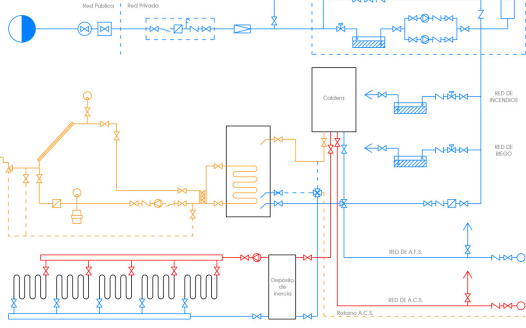 Red Pública
Red Privada
Caldera
RED DE
INCENDIOS
RED DE
RIEGO
RED DE A.F.S.
Depósito
de
inercia
RED DE A.C.S.
Retorno A.C.S.